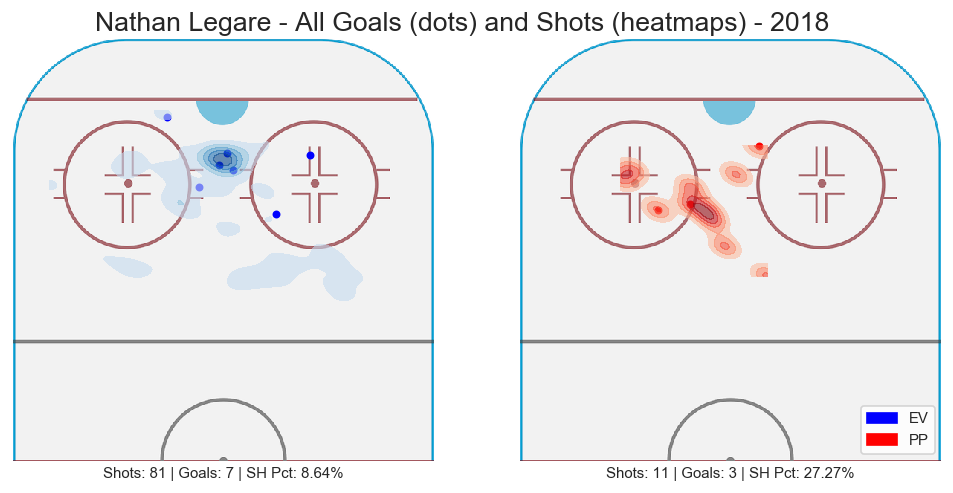 Nathan Legare - All Goals (dots) and Shots (heatmaps) - 2018
EV
PP
Shots: 81 | Goals: 7 | SH Pct: 8.64%
Shots: 11 | Goals: 3 | SH Pct: 27.27%